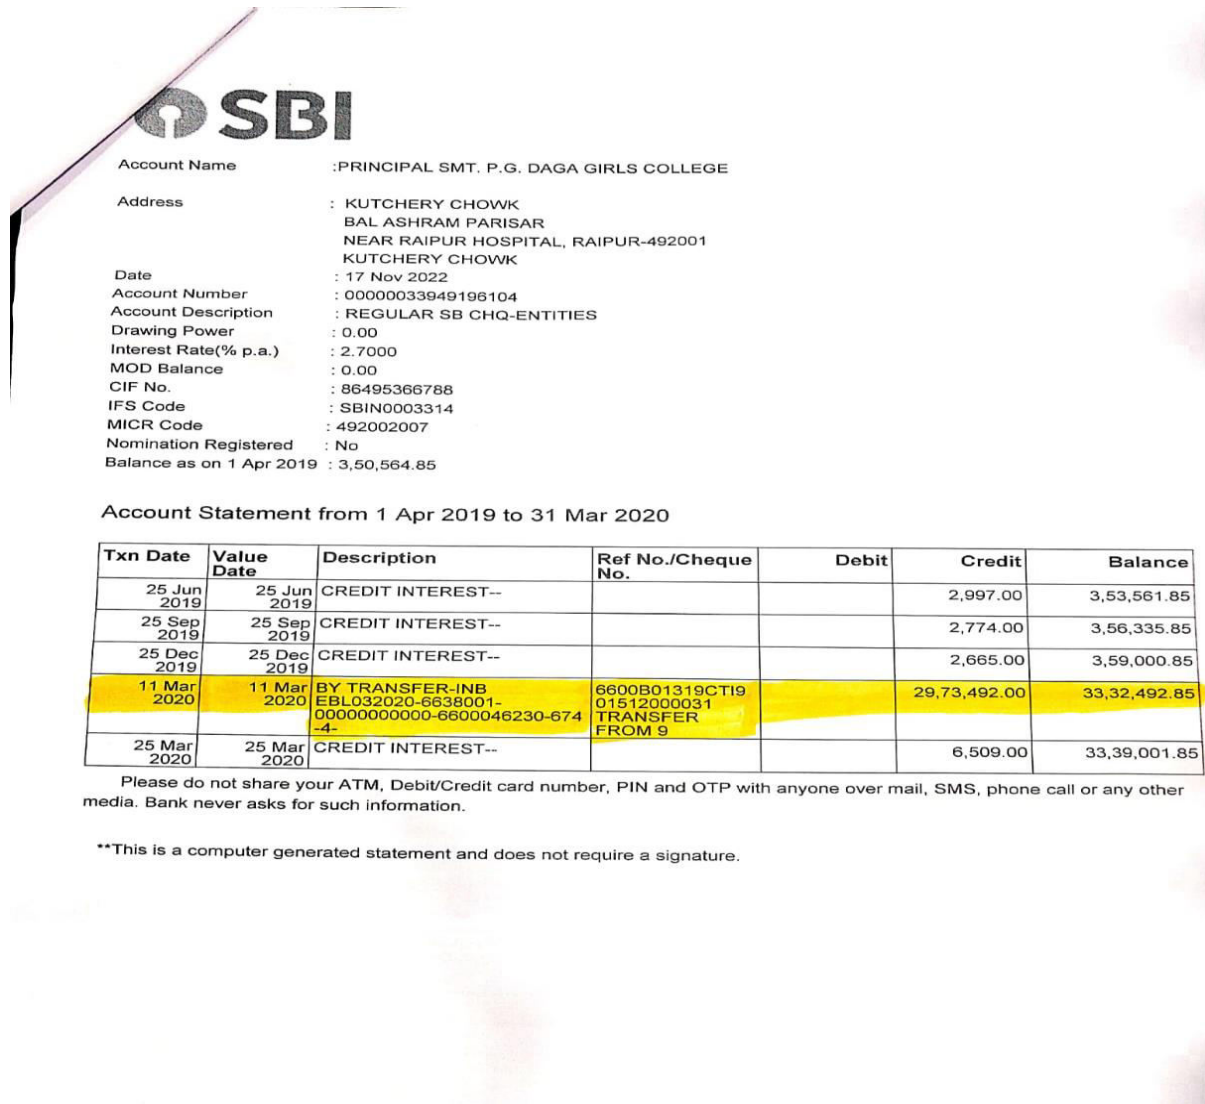 SBI
Account Name :PRINCIPAL SMT. P.G. DAGA GIRLS COLLEGE
Address : KUTCHERY CHOWK
BAL ASHRAM PARISAR
NEAR RAIPUR HOSPITAL, RAIPUR-492001
KUTCHERY CHOWK
Date : 17 Nov 2022
Account Number : 00000033949196104
Account Description : REGULAR SB CHQ-ENTITIES
Drawing Power : 0.00
Interest Rate(% p.a.) : 2.7000
MOD Balance : 0.00
CIF No. : 86495366788
IFS Code : SBIN0003314
MICR Code : 492002007
Nomination Registered : No
Balance as on 1 Apr 2019 : 3,50,564.85
Account Statement from 1 Apr 2019 to 31 Mar 2020
Txn Date Value Description Ref No./Cheque Debit Credit Balance
Date No.
25 Jun 25 Jun CREDIT INTEREST-- 2,997.00 3,53,561.85
2019 2019
25 Sep 25 Sep CREDIT INTEREST-- 2,774.00 3,56,335.85
2019 2019
25 Dec 25 Dec CREDIT INTEREST-- 2,665.00 3,59,000.85
2019 2019
11 Mar 11 Mar BY TRANSFER-INB 6600B01319CTI9 29,73,492.00 33,32,492.85
2020 2020 EBL032020-6638001- 01512000031
00000000000-6600046230-674 TRANSFER
-4- FROM 9
25 Mar 25 Mar CREDIT INTEREST-- 6,509.00 33,39,001.85
2020 2020
Please do not share your ATM, Debit/Credit card number, PIN and OTP with anyone over mail, SMS, phone call or any other
media. Bank never asks for such information.
**This is a computer generated statement and does not require a signature.